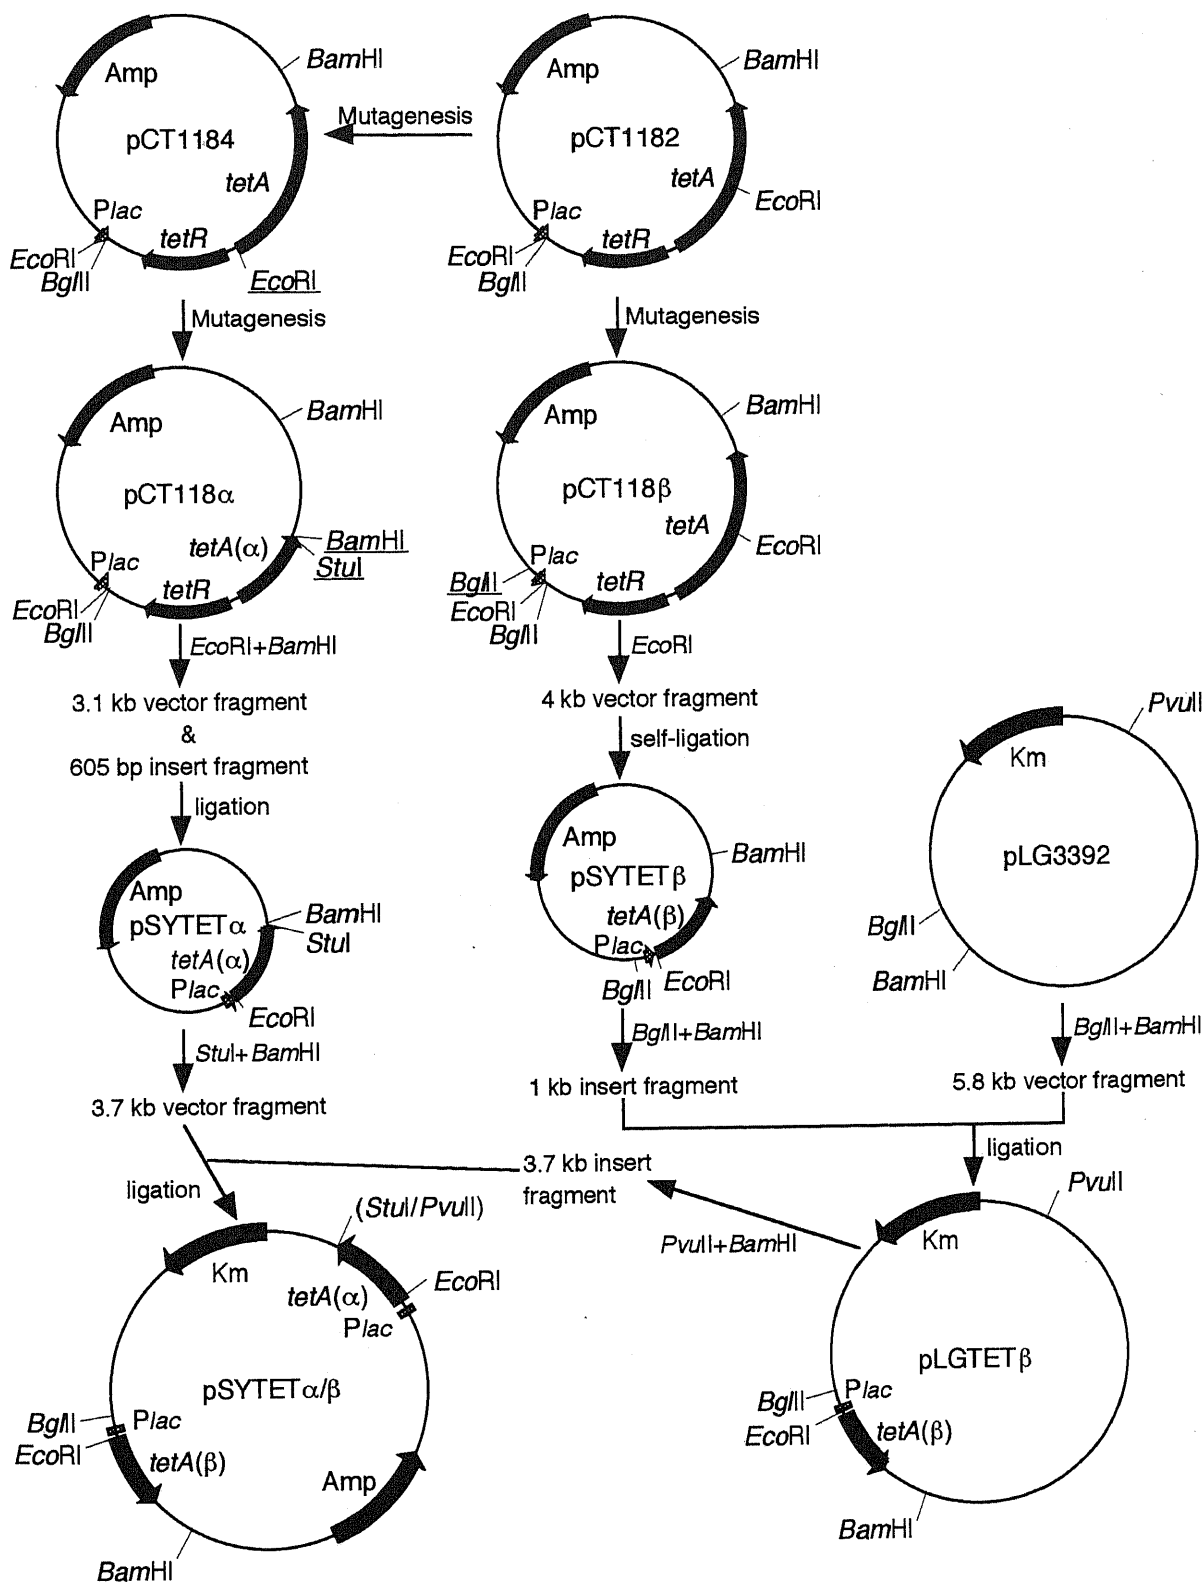 Amp
BamHI
pCT1184
tetA
Plac
tetR
EcoRI
BglII
EcoRI
Mutagenesis
Amp
BamHI
pCT1182
tetA
EcoRI
Plac
tetR
EcoRI
BglII
Mutagenesis
Mutagenesis
Amp
BamHI
pCT118α
tetA(α)
BamHI
StuI
Plac
tetR
EcoRI
BglII
EcoRI+BamHI
3.1 kb vector fragment
&
605 bp insert fragment
ligation
Amp
BamHI
pCT118β
tetA
EcoRI
Plac
BglII
tetR
EcoRI
BglII
EcoRI
4 kb vector fragment
self-ligation
Amp
pSYTETα
BamHI
StuI
tetA(α)
Plac
EcoRI
StuI+BamHI
3.7 kb vector fragment
Amp
BamHI
pSYTETβ
tetA(β)
Plac
BglII
EcoRI
BglII+BamHI
1 kb insert fragment
PvuII
Km
pLG3392
BglII
BamHI
BglII+BamHI
5.8 kb vector fragment
ligation
3.7 kb insert
fragment
ligation
PvuII+BamHI
(StuI/PvuII)
Km
tetA(α)
EcoRI
Plac
pSYTETα/β
BglII
Plac
EcoRI
tetA(β)
Amp
BamHI
PvuII
Km
pLGTETβ
BglII
Plac
EcoRI
tetA(β)
BamHI